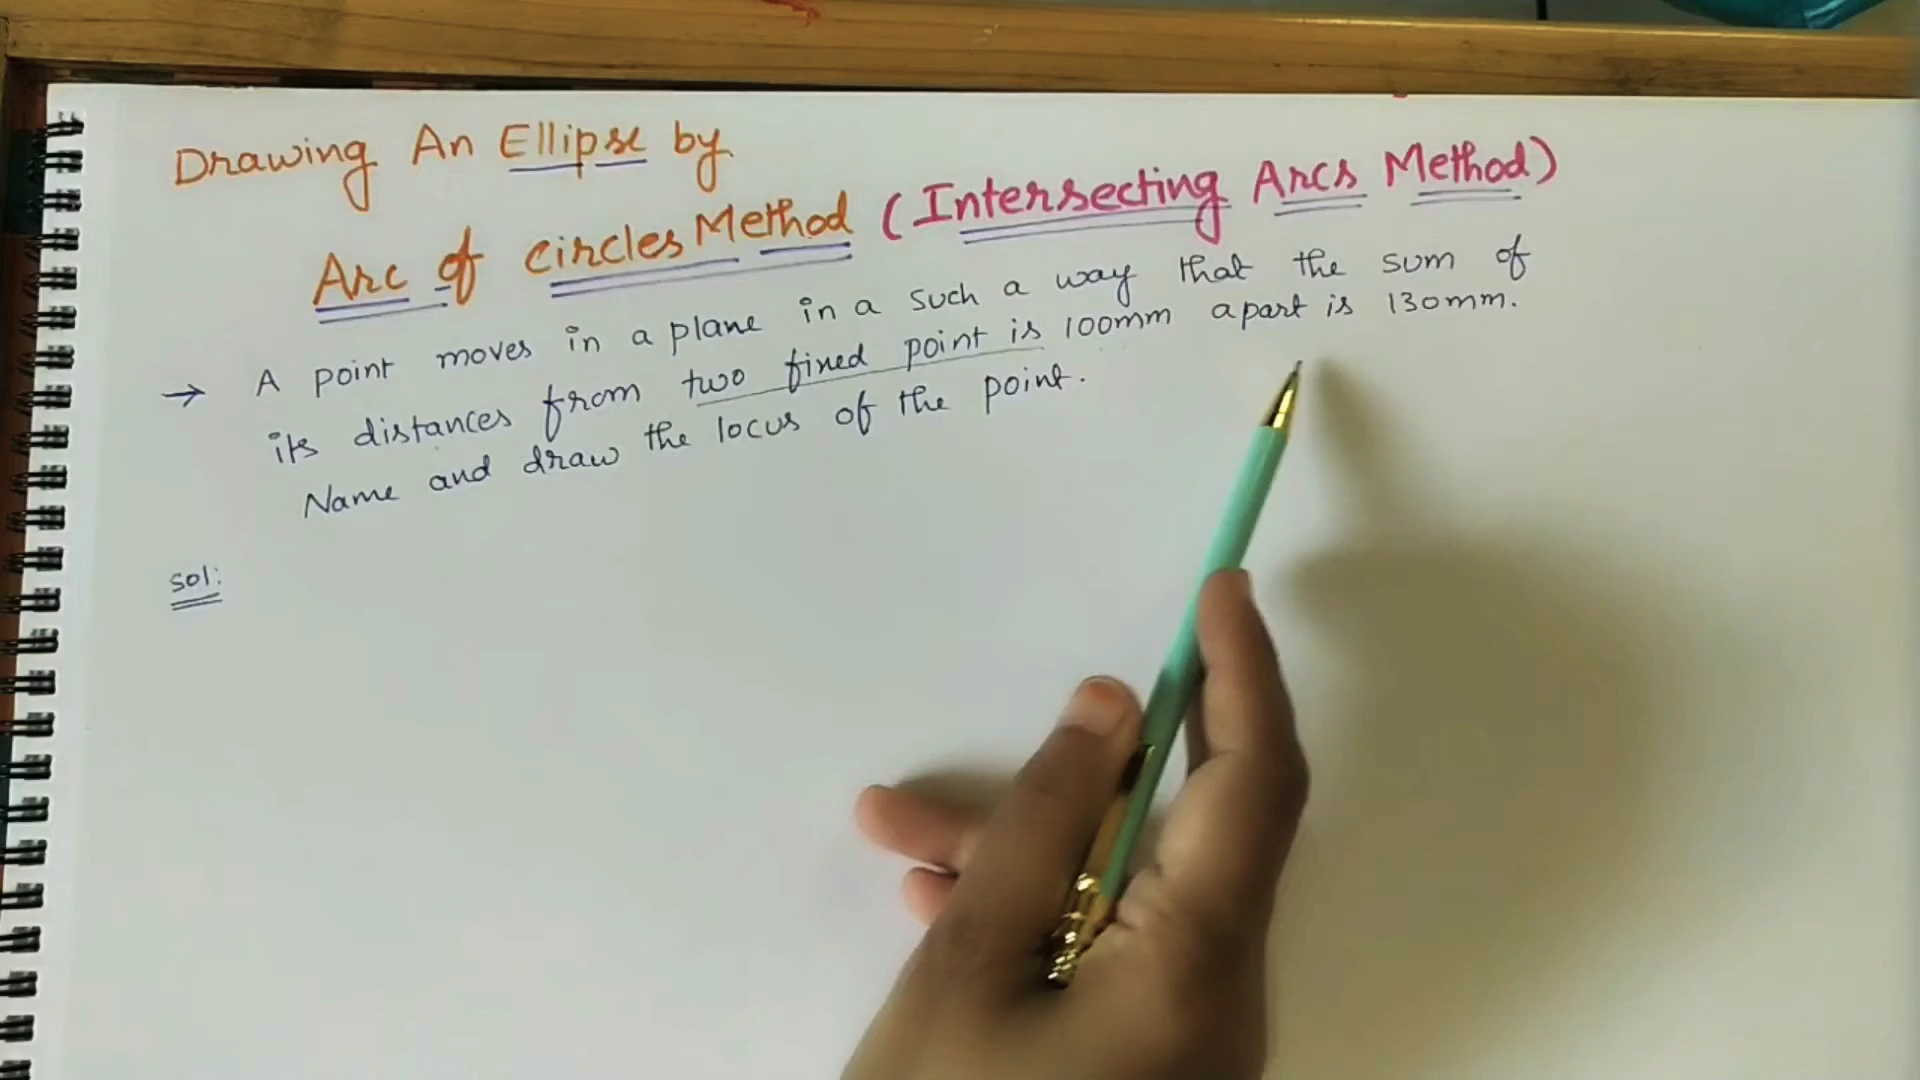 Drawing An Ellipse by
Arc of circles Method (Intersecting Arcs Method)
→ A point moves in a plane in a such a way that the sum of
its distances from two fixed point is 100mm apart is 130mm.
Name and draw the locus of the point.
sol: